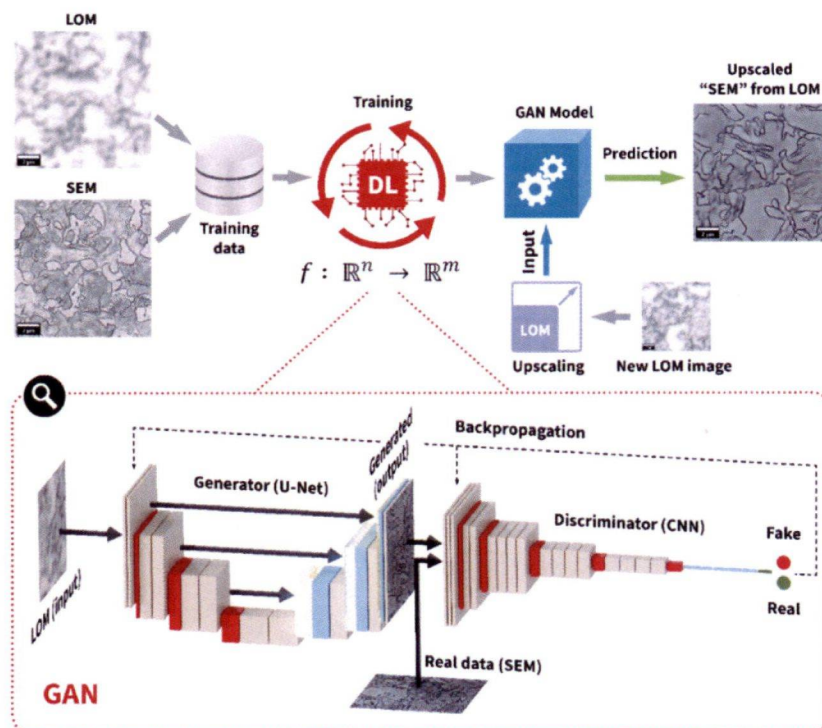 LOM
SEM
Training
data
Training
DL
f : ℝⁿ → ℝᵐ
GAN Model
Prediction
Upscaled
“SEM” from LOM
Input
LOM
Upscaling
New LOM image
Backpropagation
Generator (U-Net)
Generated
(output)
Discriminator (CNN)
Fake
Real
LOM (input)
Real data (SEM)
GAN